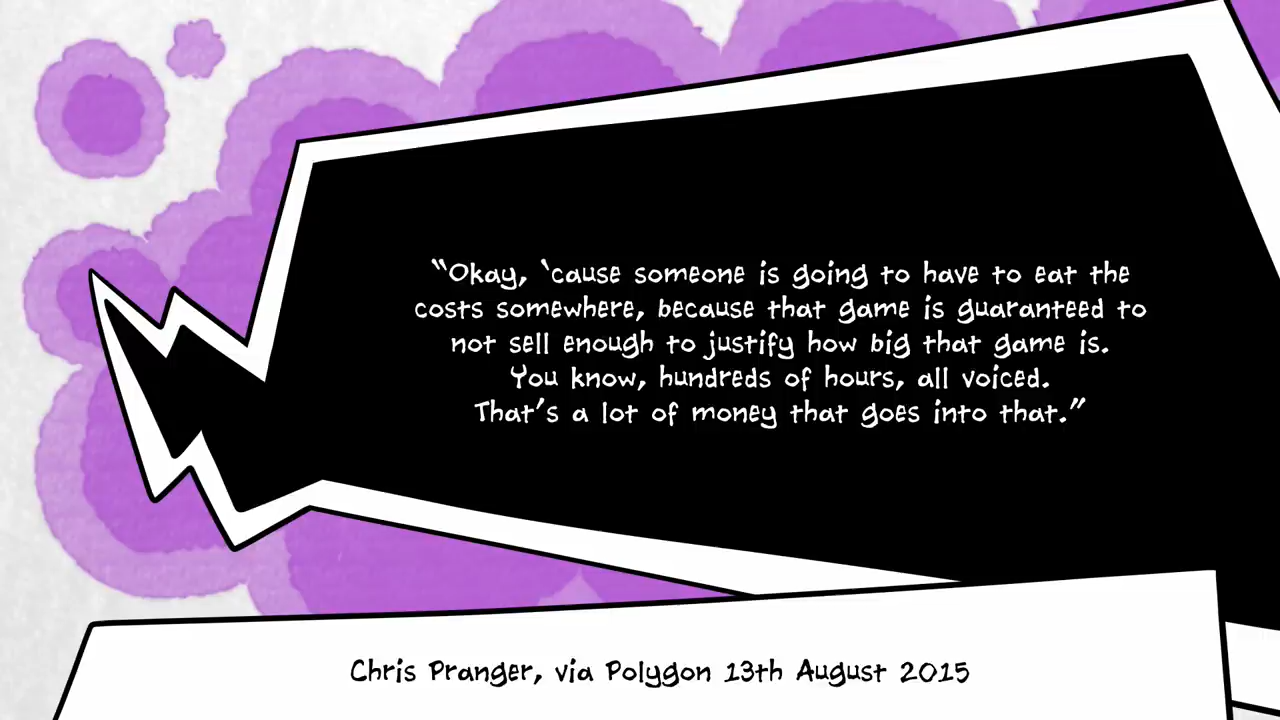 “Okay, ‘cause someone is going to have to eat the
costs somewhere, because that game is guaranteed to
not sell enough to justify how big that game is.
You know, hundreds of hours, all voiced.
That’s a lot of money that goes into that.”
Chris Pranger, via Polygon 13th August 2015